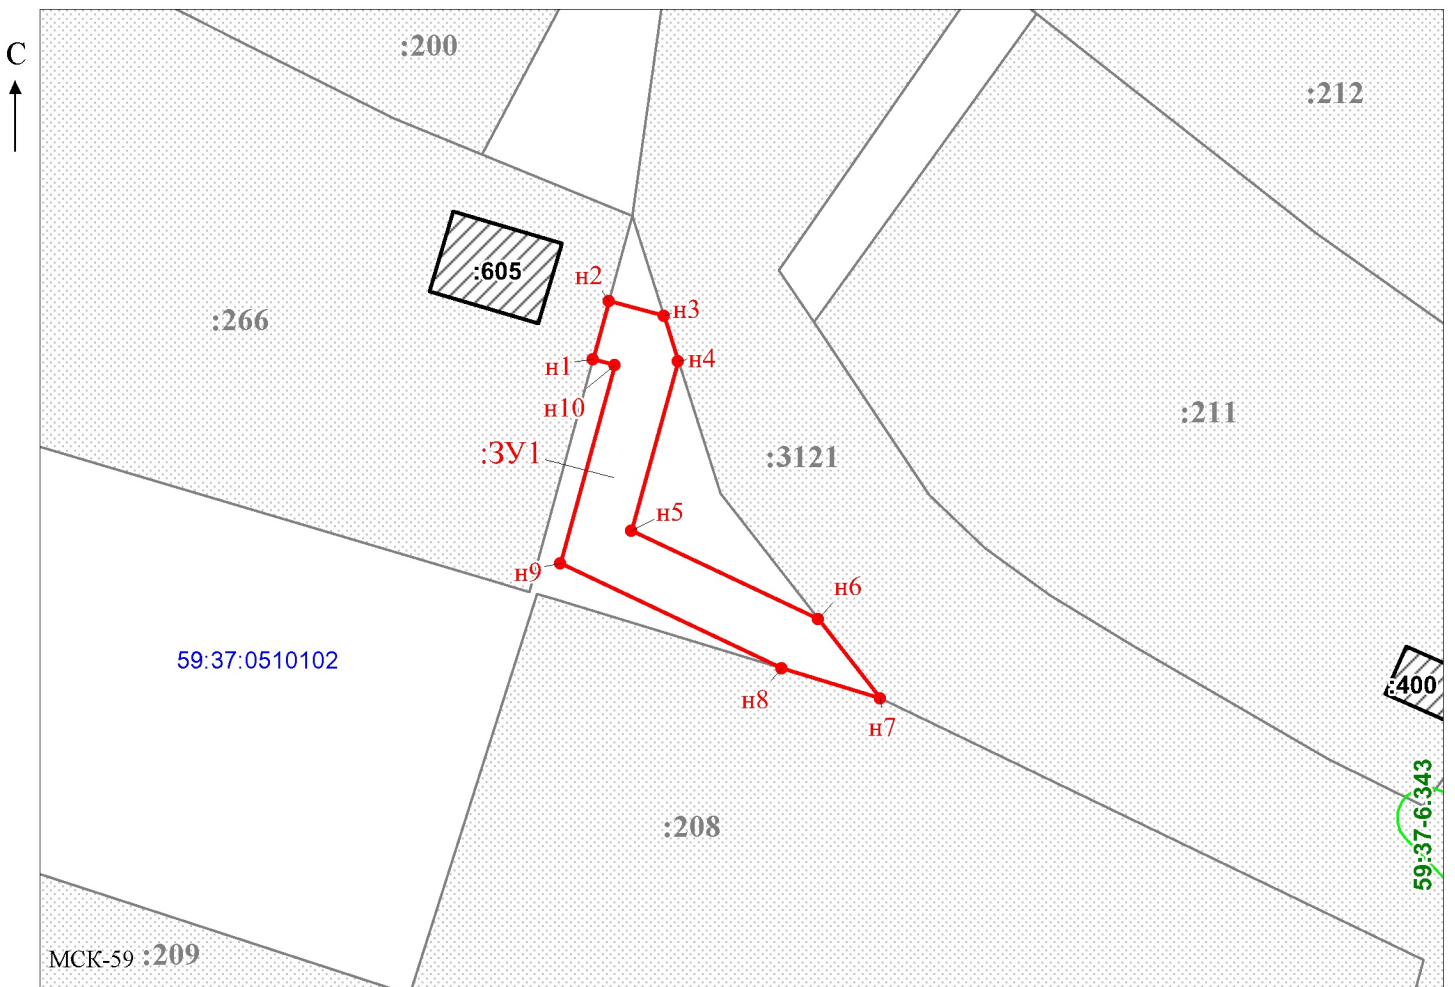 С
:200
:212
:605
н2
н3
:266
н1
н4
н10
:211
:ЗУ1
:3121
н5
н9
н6
59:37:0510102
н8
:400
н7
59:37-6.343
:208
МСК-59
:209